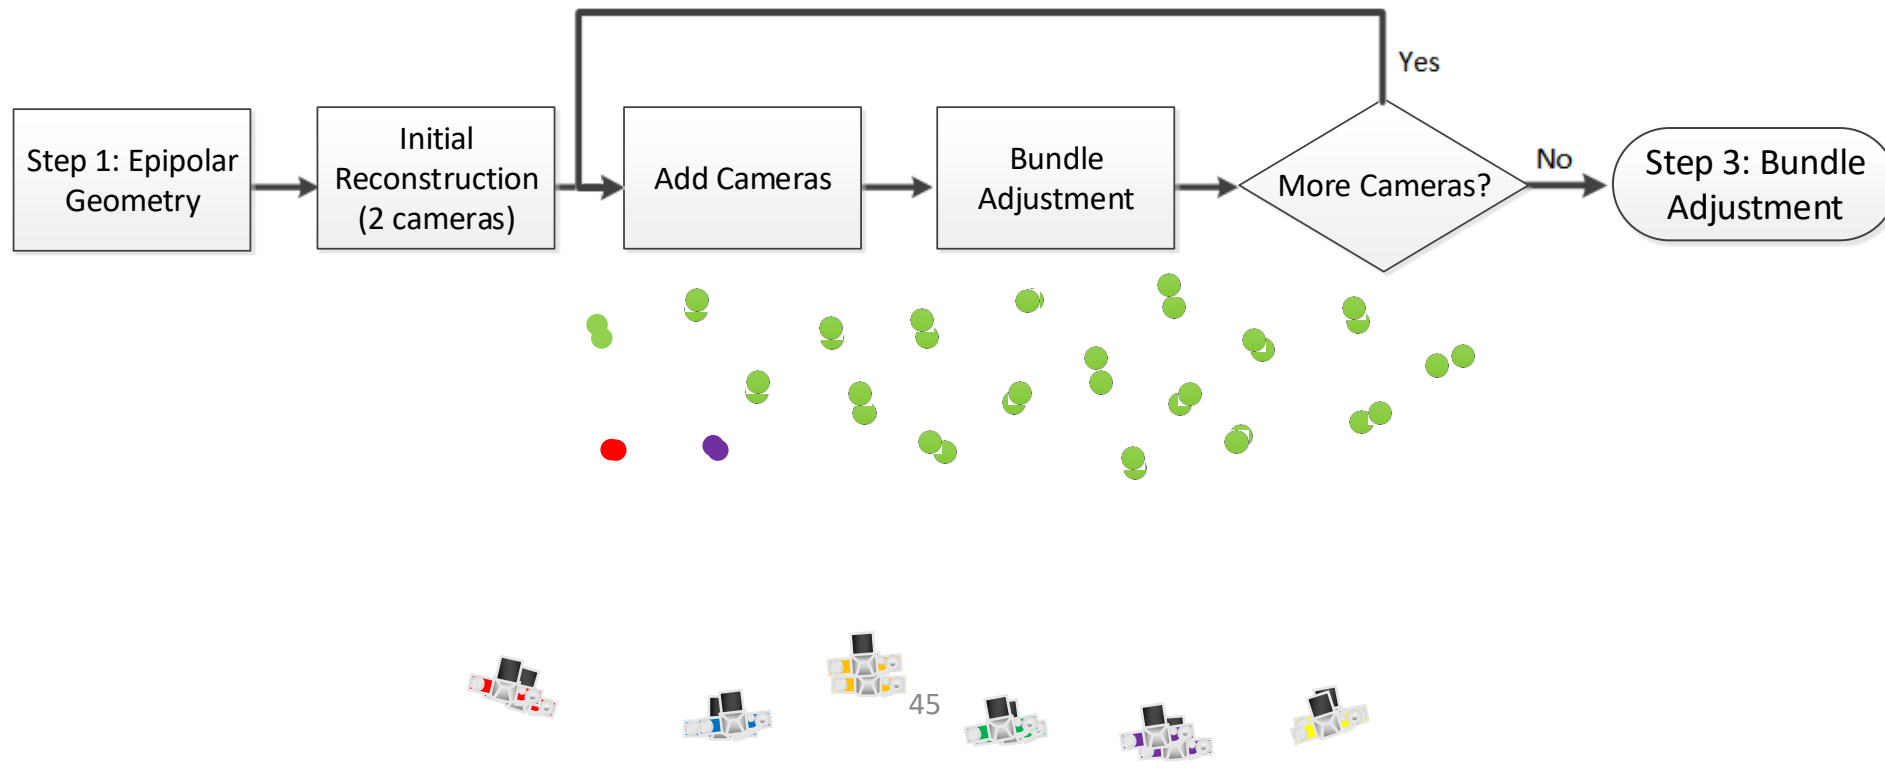 Yes
Step 1: Epipolar
Geometry
Initial
Reconstruction
(2 cameras)
Add Cameras
Bundle
Adjustment
More Cameras?
No
Step 3: Bundle
Adjustment
45